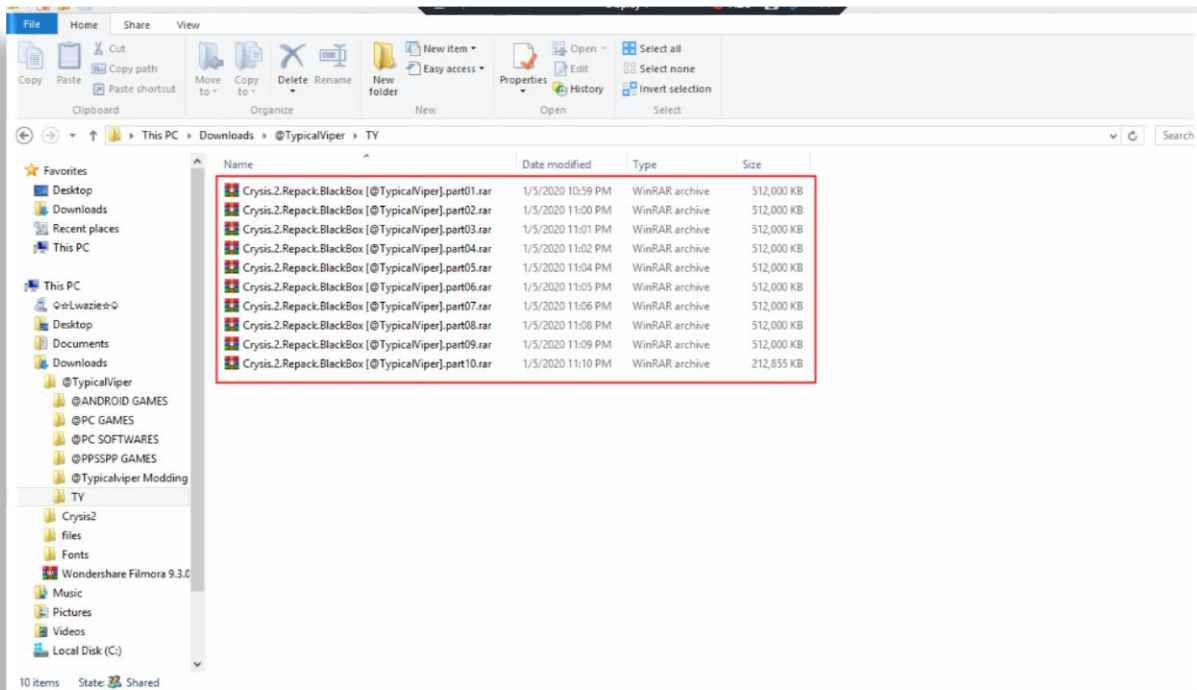 File Home Share View
Cut
Copy path
Paste shortcut
Copy Paste
Move to Copy to Delete Rename
New folder
New item
Easy access
Properties
Open
Edit
History
Select all
Select none
Invert selection
Clipboard Organize New Open Select
This PC Downloads @TypicalViper TY Search
Name Date modified Type Size
Crysis.2.Repack.BlackBox [@TypicalViper].part01.rar 1/5/2020 10:59 PM WinRAR archive 512,000 KB
Crysis.2.Repack.BlackBox [@TypicalViper].part02.rar 1/5/2020 11:00 PM WinRAR archive 512,000 KB
Crysis.2.Repack.BlackBox [@TypicalViper].part03.rar 1/5/2020 11:01 PM WinRAR archive 512,000 KB
Crysis.2.Repack.BlackBox [@TypicalViper].part04.rar 1/5/2020 11:02 PM WinRAR archive 512,000 KB
Crysis.2.Repack.BlackBox [@TypicalViper].part05.rar 1/5/2020 11:04 PM WinRAR archive 512,000 KB
Crysis.2.Repack.BlackBox [@TypicalViper].part06.rar 1/5/2020 11:05 PM WinRAR archive 512,000 KB
Crysis.2.Repack.BlackBox [@TypicalViper].part07.rar 1/5/2020 11:06 PM WinRAR archive 512,000 KB
Crysis.2.Repack.BlackBox [@TypicalViper].part08.rar 1/5/2020 11:08 PM WinRAR archive 512,000 KB
Crysis.2.Repack.BlackBox [@TypicalViper].part09.rar 1/5/2020 11:09 PM WinRAR archive 512,000 KB
Crysis.2.Repack.BlackBox [@TypicalViper].part10.rar 1/5/2020 11:10 PM WinRAR archive 212,855 KB
Favorites
Desktop
Downloads
Recent places
This PC
This PC
Lwazie
Desktop
Documents
Downloads
@TypicalViper
@ANDROID GAMES
@PC GAMES
@PC SOFTWARES
@PPSSPP GAMES
@Typicalviper Modding
TY
Crysis2
files
Fonts
Wondershare Filmora 9.3.0
Music
Pictures
Videos
Local Disk (C:)
10 items State: Shared